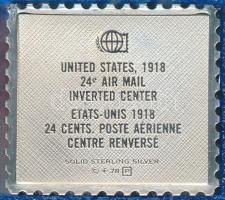 UNITED STATES, 1918
24¢ AIR MAIL
INVERTED CENTER
ETATS-UNIS 1918
24 CENTS. POSTE AÉRIENNE
CENTRE RENVERSÉ
SOLID STERLING SILVER